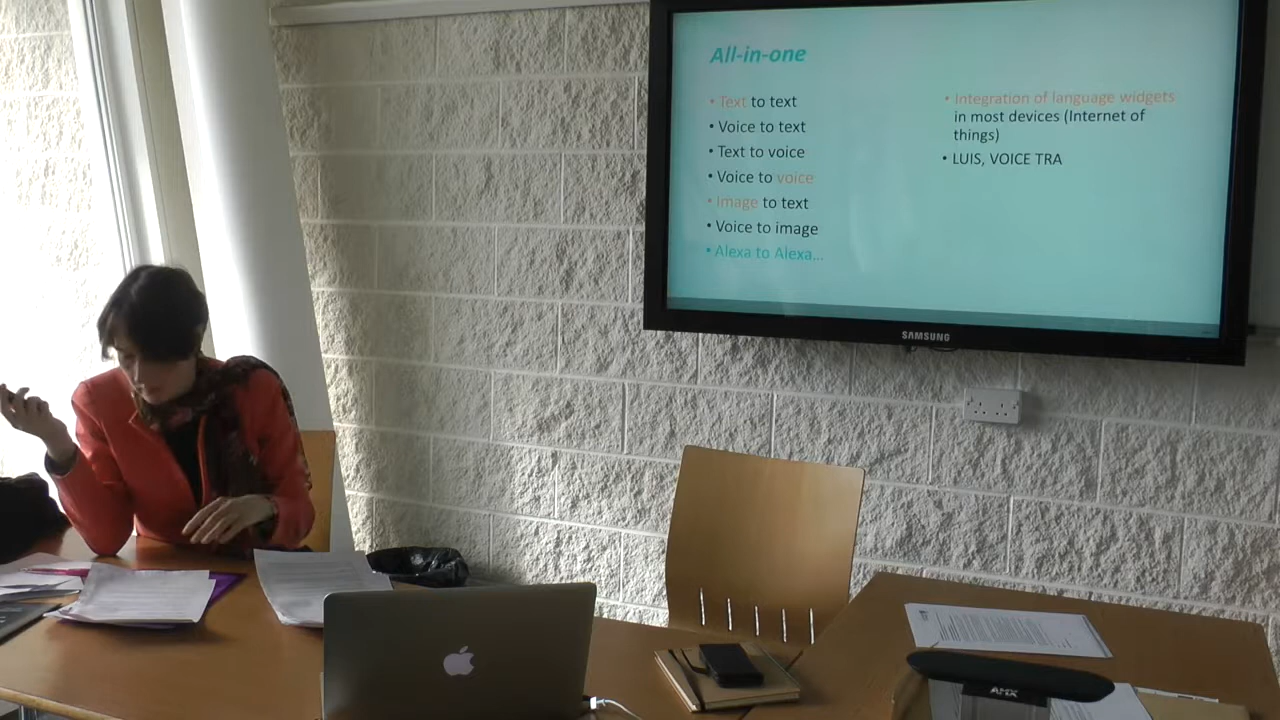 All-in-one
• Text to text
• Voice to text
• Text to voice
• Voice to voice
• Image to text
• Voice to image
• Alexa to Alexa...
• Integration of language widgets
in most devices (Internet of
things)
• LUIS, VOICE TRA
SAMSUNG
AMX